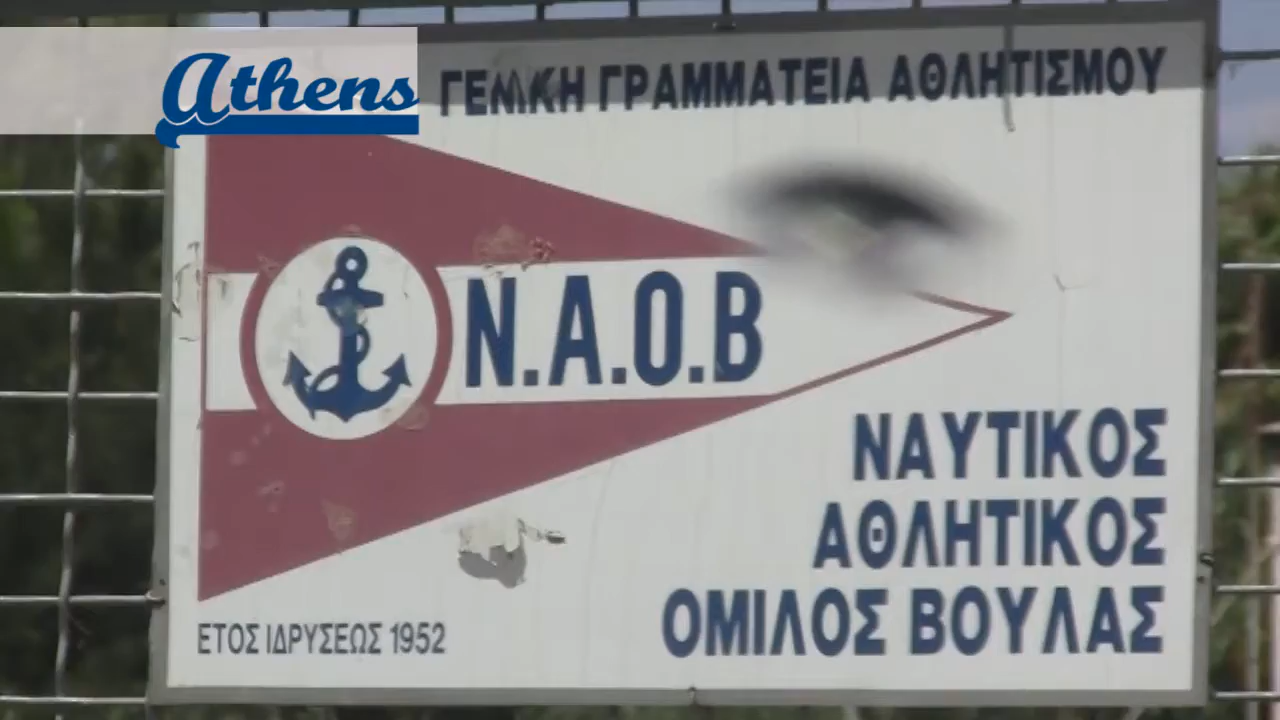 Athens
ΓΕΝΙΚΗ ΓΡΑΜΜΑΤΕΙΑ ΑΘΛΗΤΙΣΜΟΥ
Ν.Α.Ο.Β
ΝΑΥΤΙΚΟΣ
ΑΘΛΗΤΙΚΟΣ
ΟΜΙΛΟΣ ΒΟΥΛΑΣ
ΕΤΟΣ ΙΔΡΥΣΕΩΣ 1952